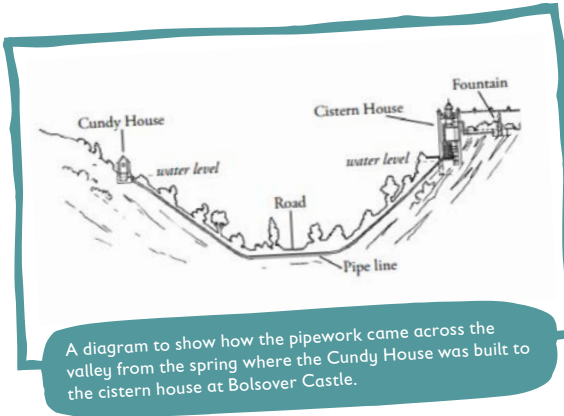 Fountain
Cistern House
Cundy House
water level
water level
Road
Pipe line
A diagram to show how the pipework came across the
valley from the spring where the Cundy House was built to
the cistern house at Bolsover Castle.